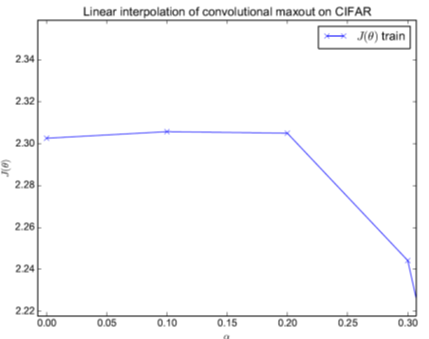 Linear interpolation of convolutional maxout on CIFAR
J(θ) train
2.34
2.32
2.30
2.28
2.26
2.24
2.22
J(θ)
0.00 0.05 0.10 0.15 0.20 0.25 0.30
α